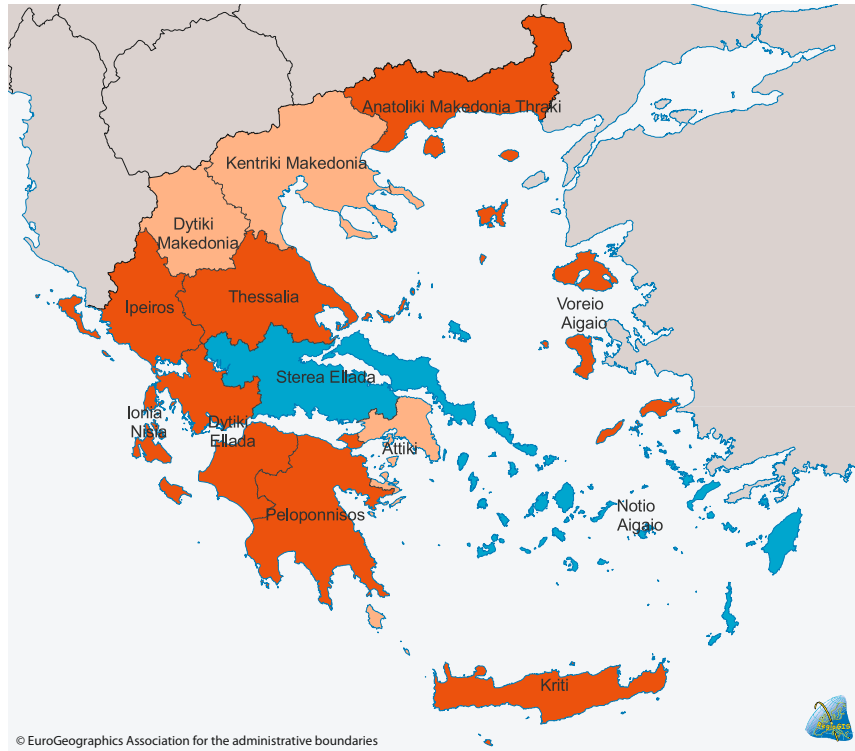 Anatoliki Makedonia Thraki
Kentriki Makedonia
Dytiki
Makedonia
Ipeiros
Thessalia
Voreio
Aigaio
Sterea Ellada
Ionia
Nisia
Dytiki
Ellada
Attiki
Peloponnisos
Notio
Aigaio
Kriti
© EuroGeographics Association for the administrative boundaries